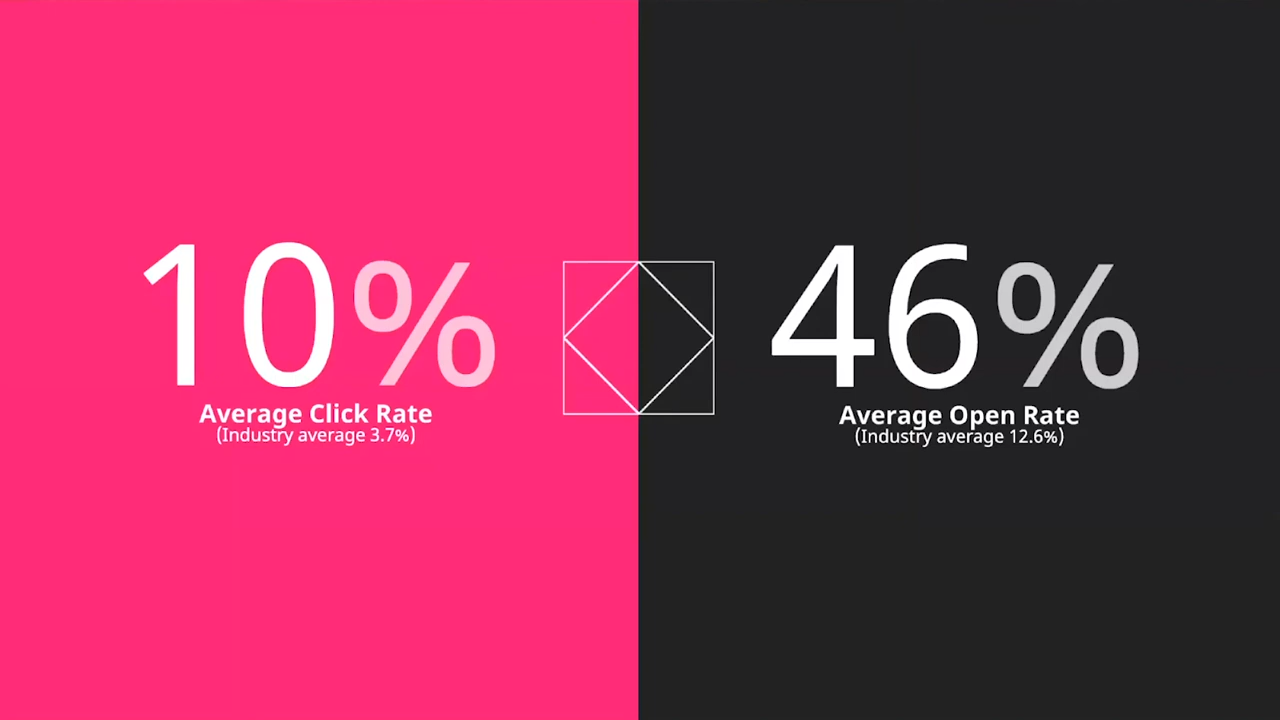 10%
Average Click Rate
(Industry average 3.7%)
46%
Average Open Rate
(Industry average 12.6%)